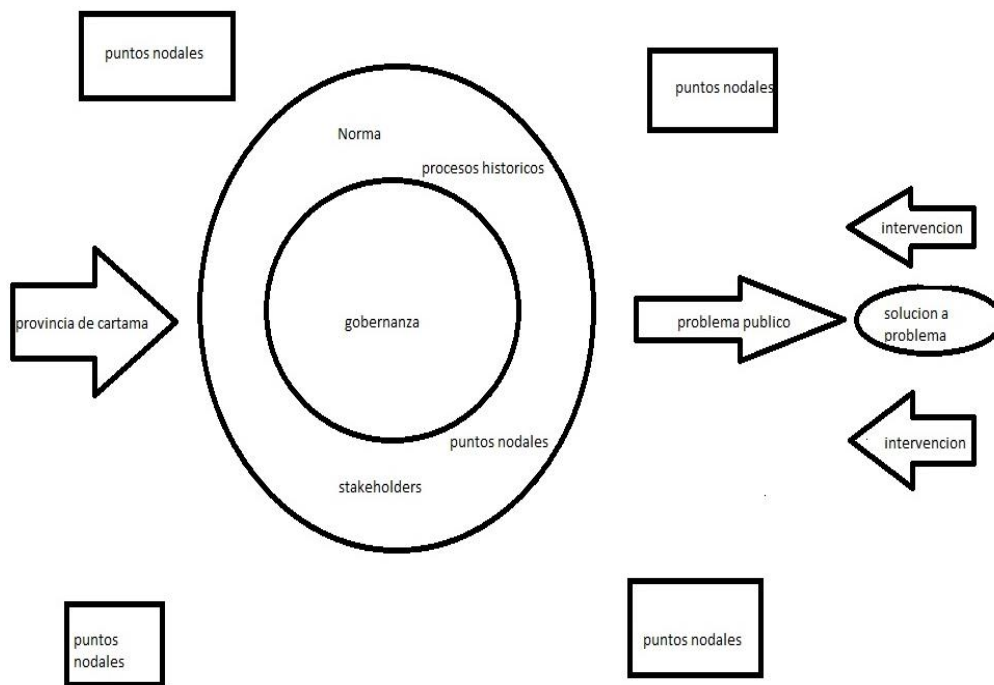 puntos nodales
puntos nodales
Norma
procesos historicos
intervencion
provincia de cartama
gobernanza
problema publico
solucion a
problema
puntos nodales
intervencion
stakeholders
puntos
nodales
puntos nodales